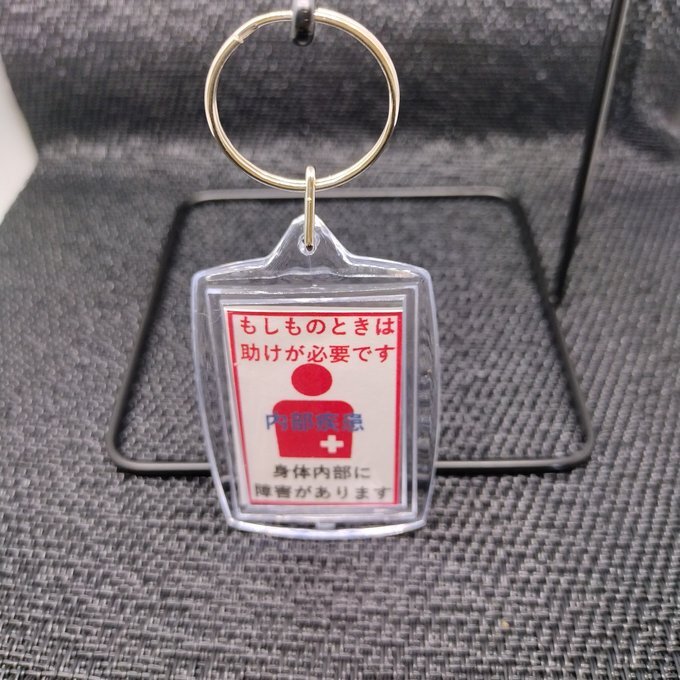 もしものときは
助けが必要です
内部疾患
身体内部に
障害があります